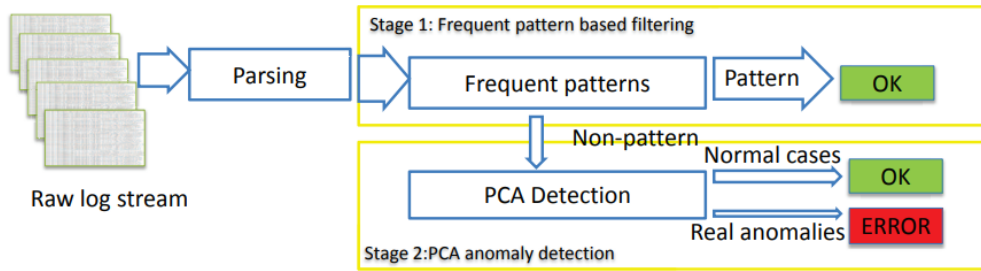 Stage 1: Frequent pattern based filtering
Parsing
Frequent patterns
Pattern
OK
Raw log stream
Non-pattern
Normal cases
PCA Detection
OK
Real anomalies
ERROR
Stage 2:PCA anomaly detection